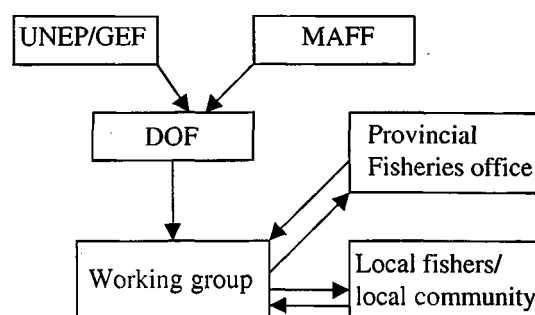 UNEP/GEF
MAFF
DOF
Provincial
Fisheries office
Working group
Local fishers/
local community